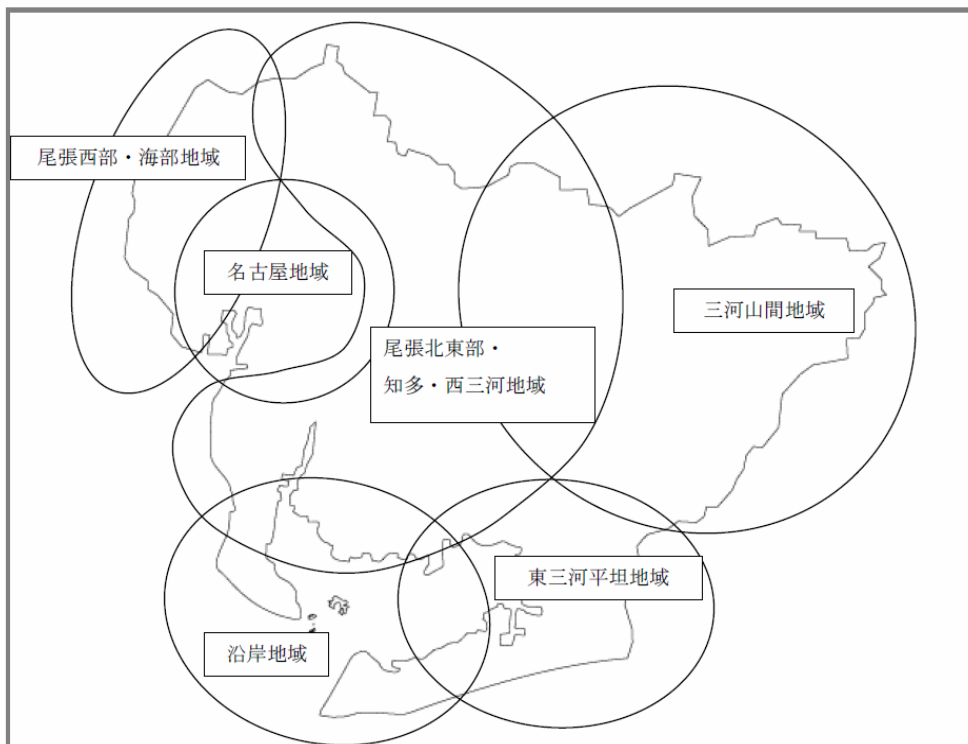 尾張西部・海部地域
名古屋地域
三河山間地域
尾張北東部・
知多・西三河地域
東三河平坦地域
沿岸地域